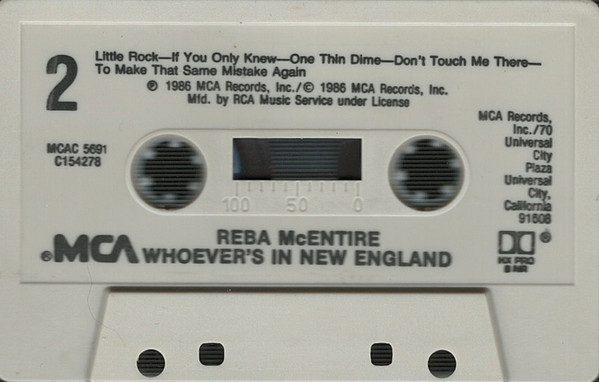 2
Little Rock—If You Only Knew—One Thin Dime—Don't Touch Me There—
To Make That Same Mistake Again
℗ 1986 MCA Records, Inc./© 1986 MCA Records, Inc.
Mfd. by RCA Music Service under License
MCAC 5691
C154278
MCA Records,
Inc./70
Universal
City
Plaza
Universal
City,
California
91608
100 50 0
REBA McENTIRE
®MCA WHOEVER'S IN NEW ENGLAND
®
HX PRO
B NR